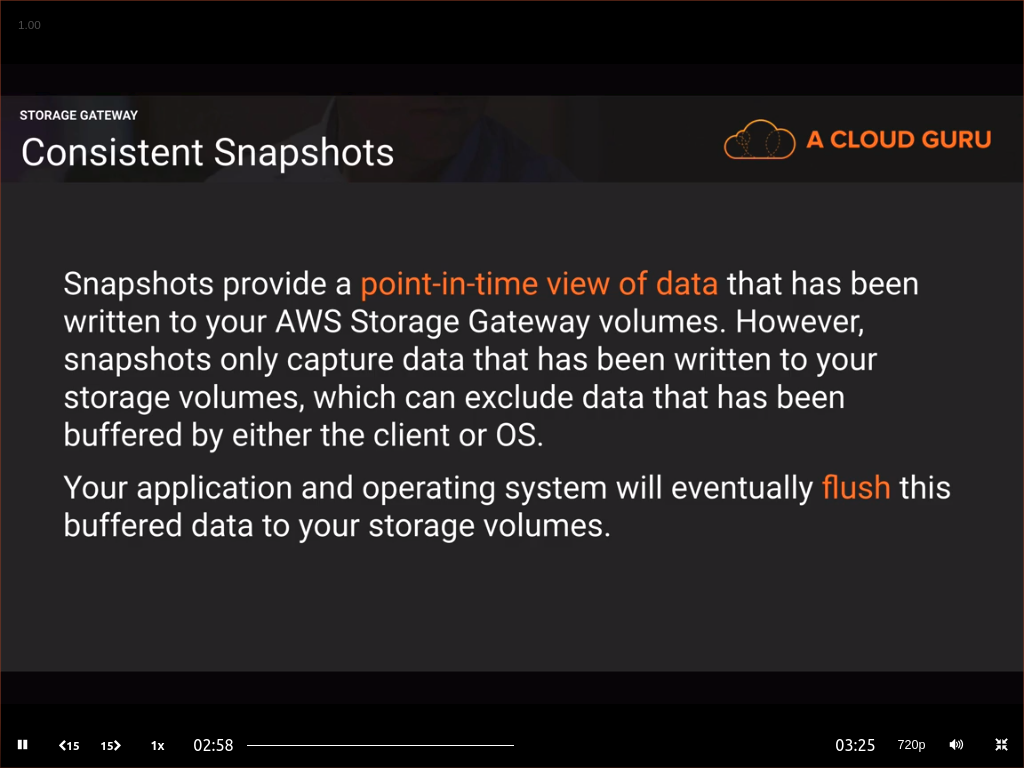 1.00
STORAGE GATEWAY
Consistent Snapshots
A CLOUD GURU
Snapshots provide a point-in-time view of data that has been
written to your AWS Storage Gateway volumes. However,
snapshots only capture data that has been written to your
storage volumes, which can exclude data that has been
buffered by either the client or OS.
Your application and operating system will eventually flush this
buffered data to your storage volumes.
15 15 1x 02:58 03:25 720p